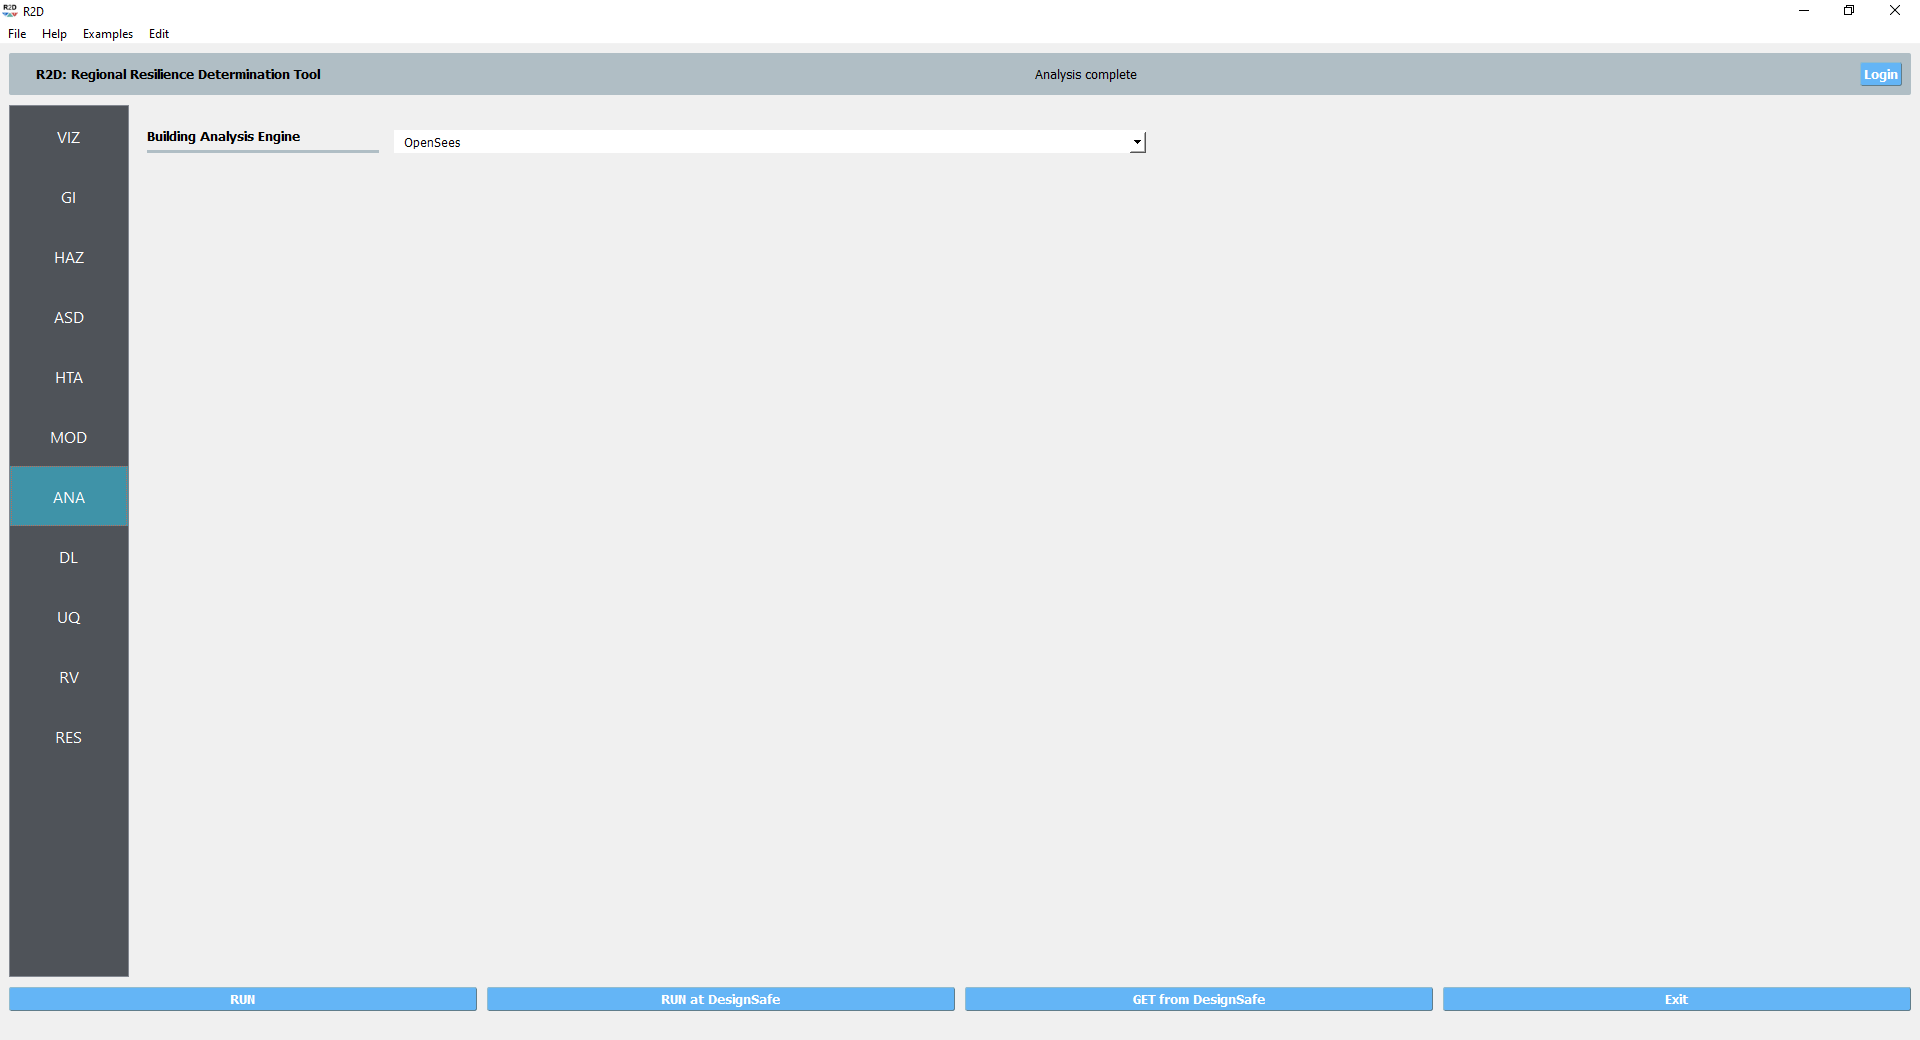 R2D
R2D
File Help Examples Edit
R2D: Regional Resilience Determination Tool
Analysis complete
Login
VIZ
GI
HAZ
ASD
HTA
MOD
ANA
DL
UQ
RV
RES
Building Analysis Engine
OpenSees
RUN
RUN at DesignSafe
GET from DesignSafe
Exit